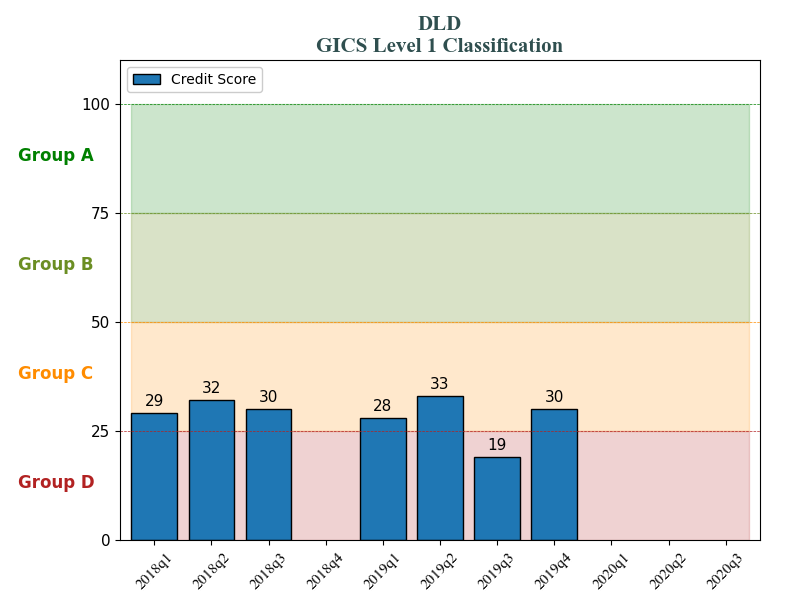 DLD
GICS Level 1 Classification
Credit Score
100
Group A
75
Group B
50
Group C
25
Group D
0
29
32
30
28
33
19
30
2018q1
2018q2
2018q3
2018q4
2019q1
2019q2
2019q3
2019q4
2020q1
2020q2
2020q3